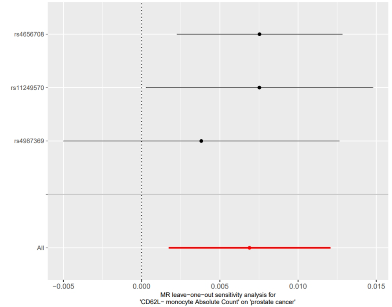 rs4656708
rs11249570
rs4987369
All
−0.005 0.000 0.005 0.010 0.015
MR leave−one−out sensitivity analysis for
'CD62L− monocyte Absolute Count' on 'prostate cancer'